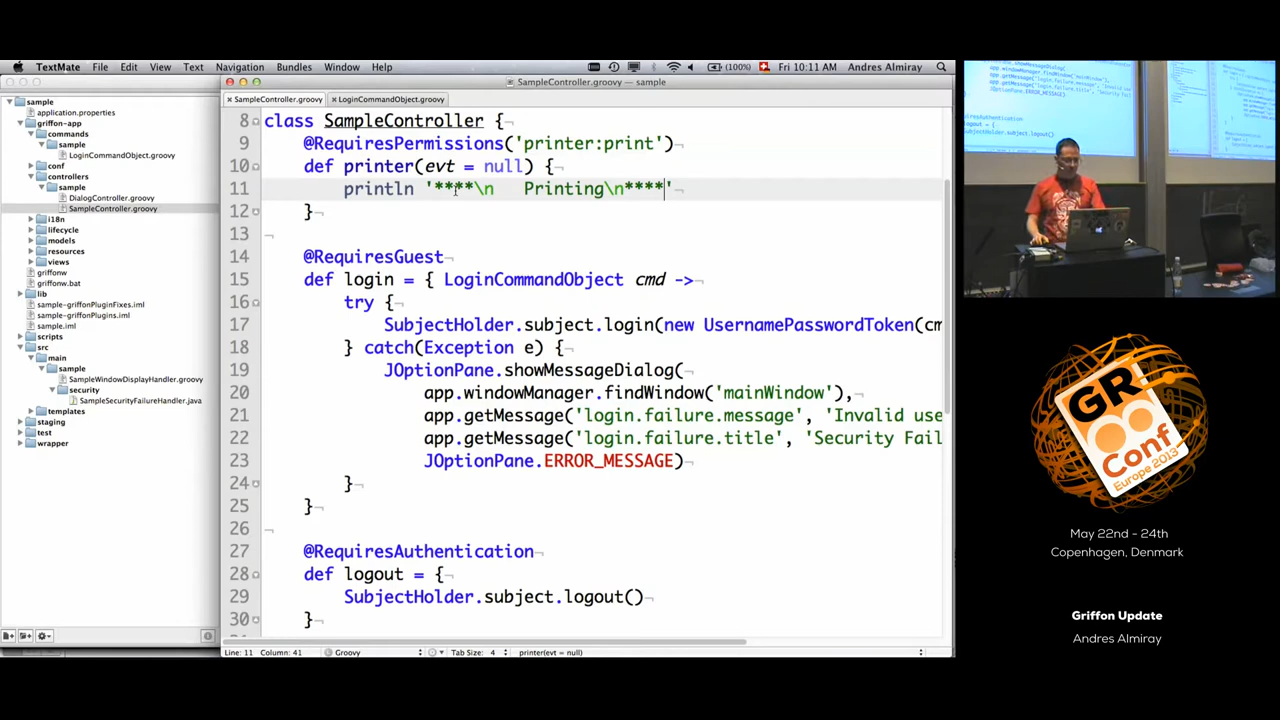 TextMate File Edit View Text Navigation Bundles Window Help
(100%) Fri 10:11 AM Andres Almiray
SampleController.groovy — sample
SampleController.groovy
LoginCommandObject.groovy
sample
application.properties
griffon-app
commands
sample
LoginCommandObject.groovy
conf
controllers
sample
DialogController.groovy
SampleController.groovy
i18n
lifecycle
models
resources
views
griffonw
griffonw.bat
lib
sample-griffonPluginFixes.iml
sample-griffonPlugins.iml
sample.iml
scripts
src
main
sample
SampleWindowDisplayHandler.groovy
security
SampleSecurityFailureHandler.java
templates
staging
test
wrapper
8 class SampleController {
9 @RequiresPermissions('printer:print')
10 def printer(evt = null) {
11 println '****\n   Printing\n****'
12 }
13
14 @RequiresGuest
15 def login = { LoginCommandObject cmd ->
16 try {
17 SubjectHolder.subject.login(new UsernamePasswordToken(cm
18 } catch(Exception e) {
19 JOptionPane.showMessageDialog(
20 app.windowManager.findWindow('mainWindow'),
21 app.getMessage('login.failure.message', 'Invalid use
22 app.getMessage('login.failure.title', 'Security Fail
23 JOptionPane.ERROR_MESSAGE)
24 }
25 }
26
27 @RequiresAuthentication
28 def logout = {
29 SubjectHolder.subject.logout()
30 }
Line: 11 Column: 41 Groovy Tab Size: 4 printer(evt = null)
GR
Conf
Europe 2013
May 22nd - 24th
Copenhagen, Denmark
Griffon Update
Andres Almiray